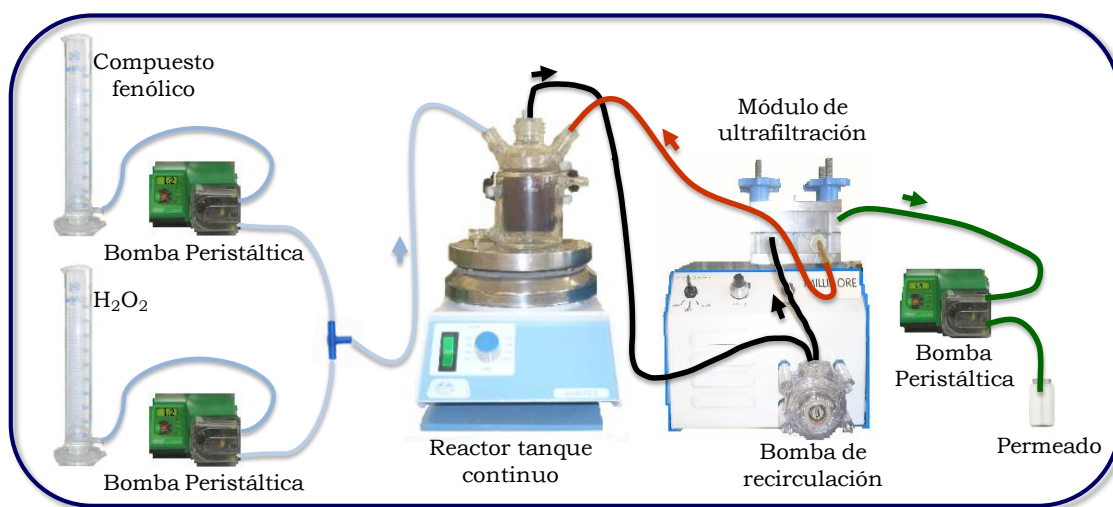 Compuesto
fenólico
Bomba Peristáltica
H₂O₂
Bomba Peristáltica
Reactor tanque
continuo
Módulo de
ultrafiltración
MILLIPORE
Bomba de
recirculación
Bomba
Peristáltica
Permeado